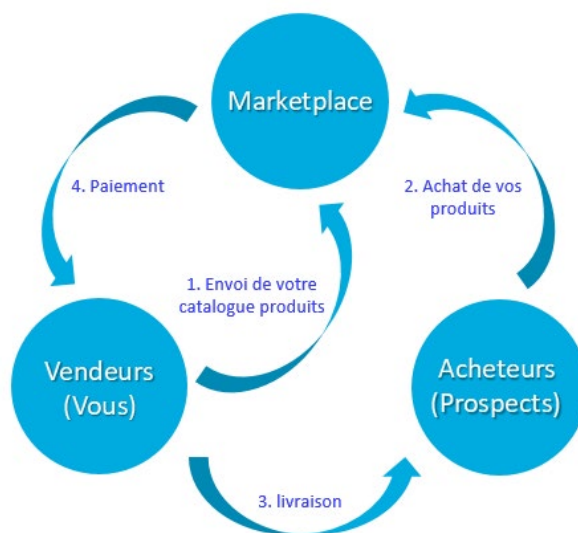 Marketplace
4. Paiement
2. Achat de vos
produits
1. Envoi de votre
catalogue produits
Vendeurs
(Vous)
Acheteurs
(Prospects)
3. livraison